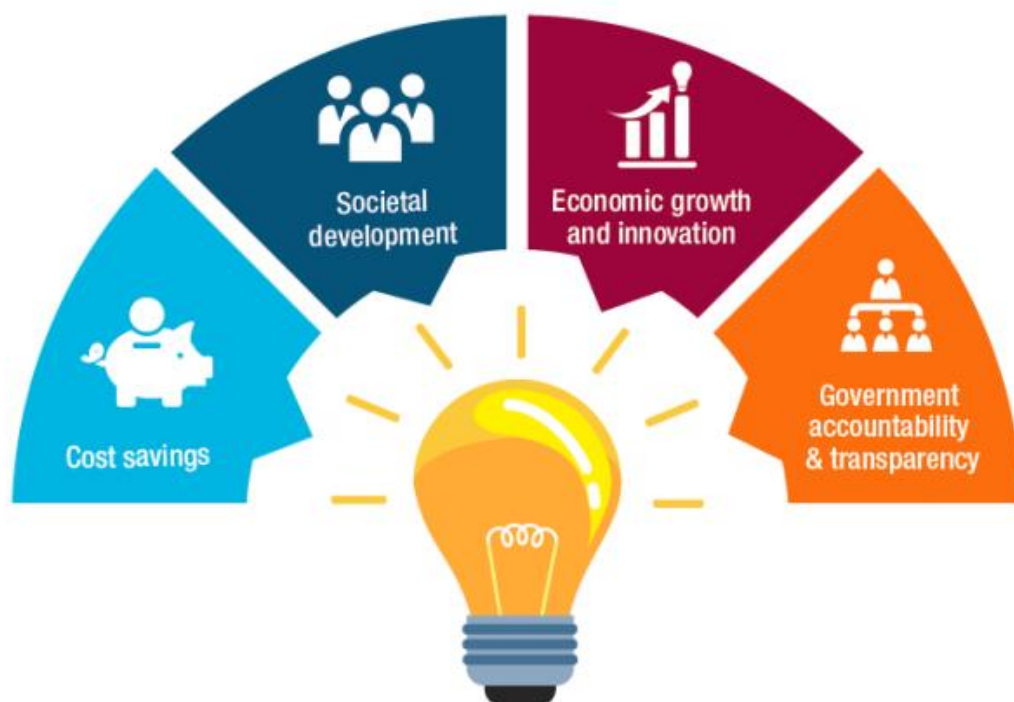 Cost savings
Societal
development
Economic growth
and innovation
Government
accountability
& transparency